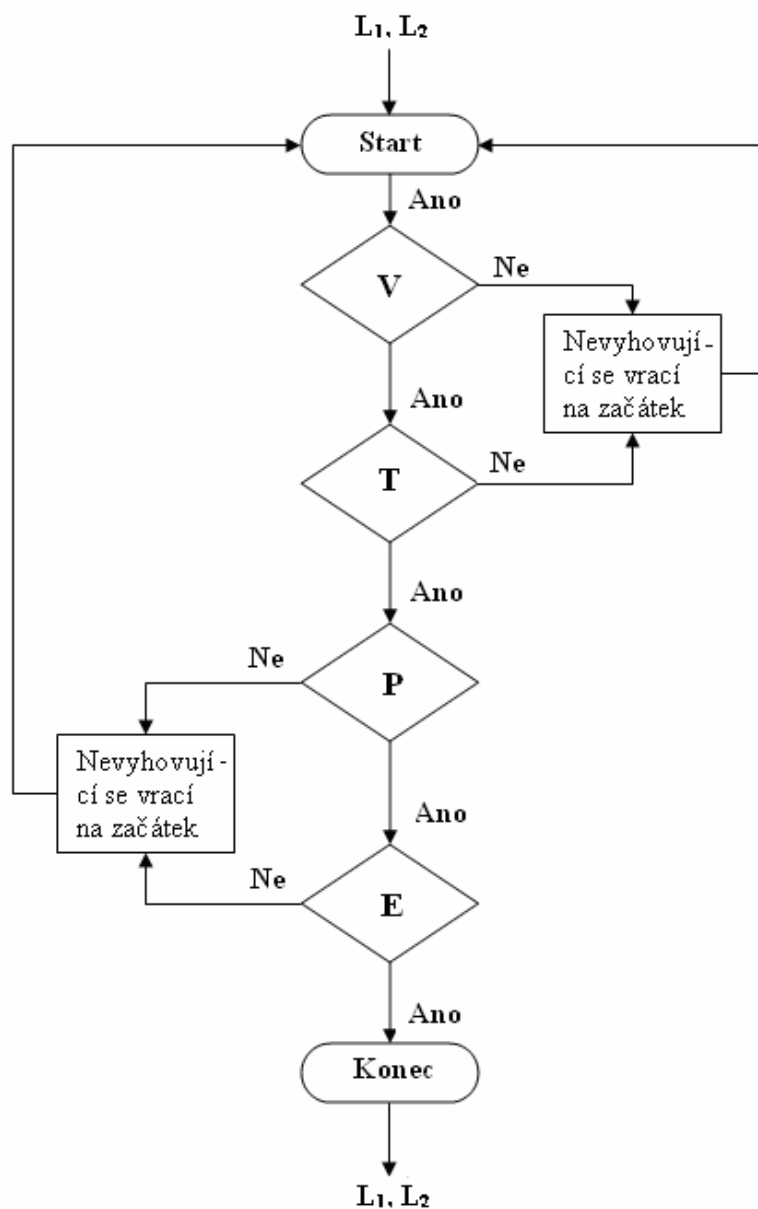 L₁, L₂
Start
Ano
V
Ne
Nevyhovují-
cí se vrací
na začátek
Ano
T
Ne
Ano
Ne
P
Nevyhovují-
cí se vrací
na začátek
Ano
Ne
E
Ano
Konec
L₁, L₂